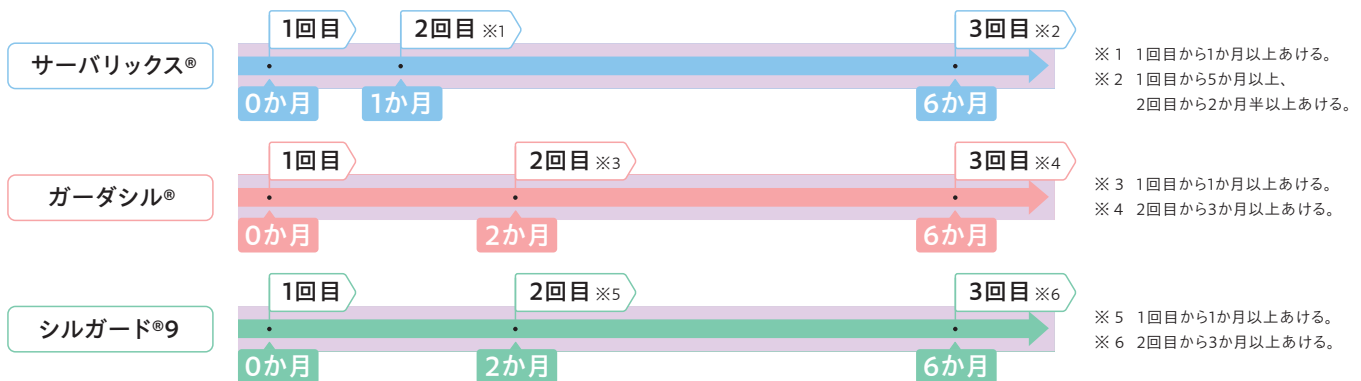 1回目 2回目 ※1 3回目 ※2
サーバリックス®
0か月 1か月 6か月
※1 1回目から1か月以上あける。
※2 1回目から5か月以上、
2回目から2か月半以上あける。
1回目 2回目 ※3 3回目 ※4
ガーダシル®
0か月 2か月 6か月
※3 1回目から1か月以上あける。
※4 2回目から3か月以上あける。
1回目 2回目 ※5 3回目 ※6
シルガード®9
0か月 2か月 6か月
※5 1回目から1か月以上あける。
※6 2回目から3か月以上あける。